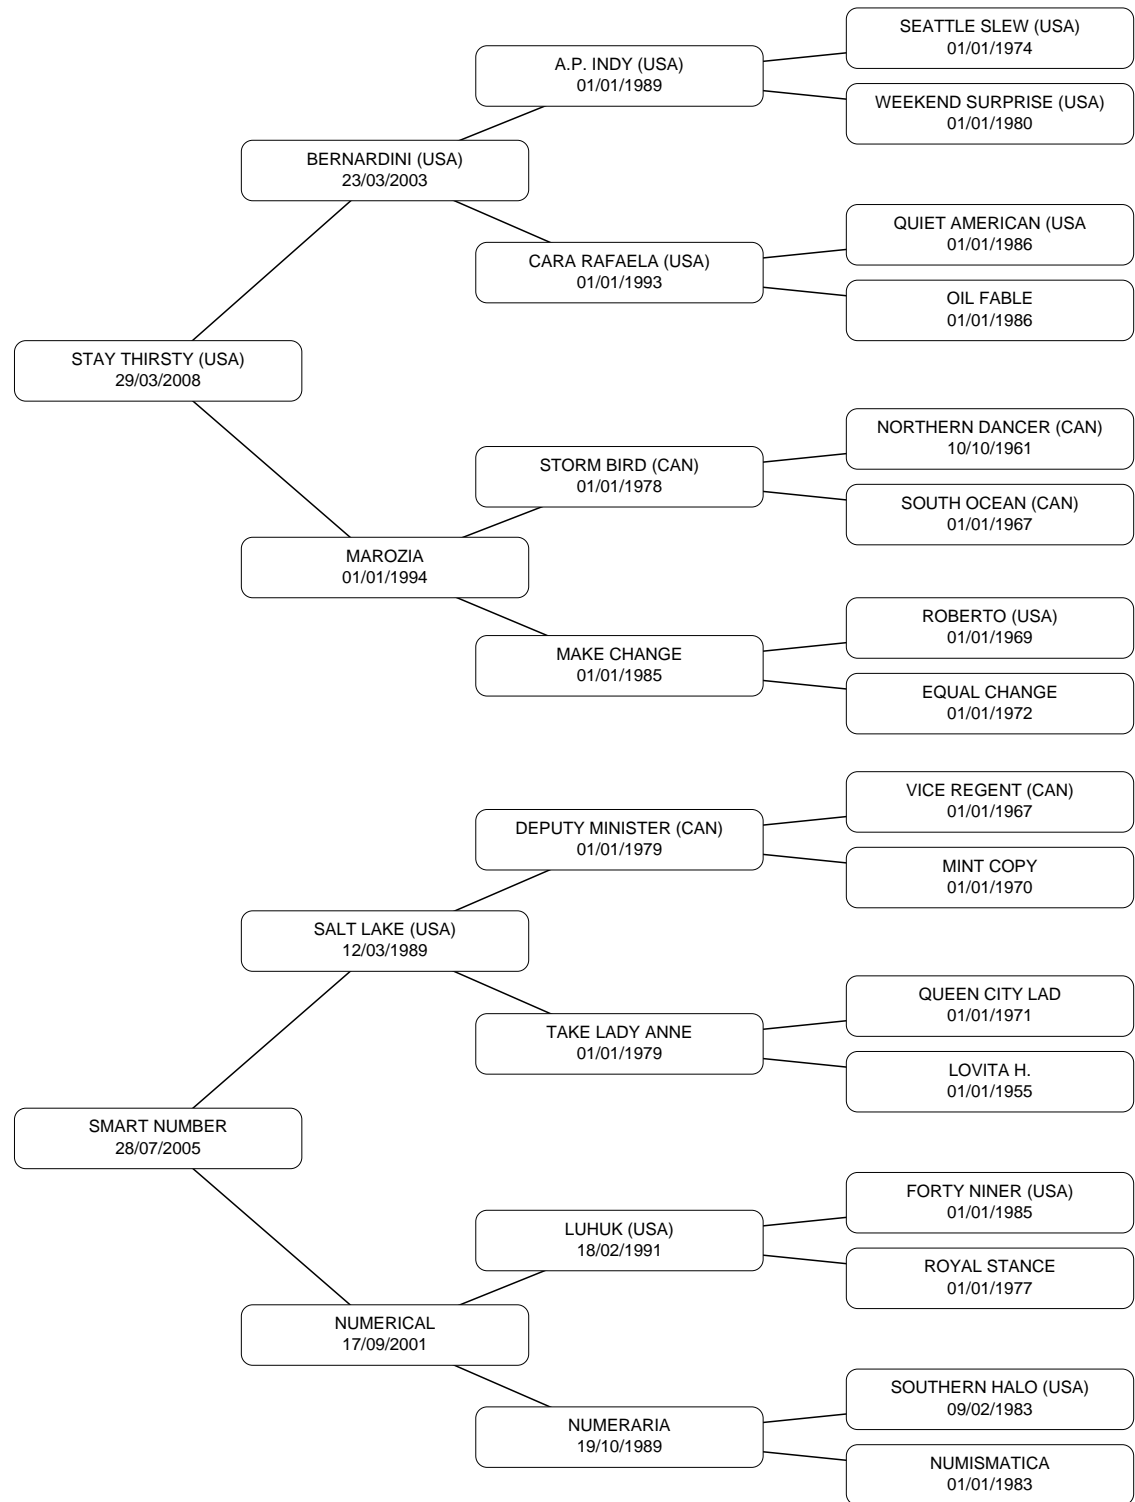 SEATTLE SLEW (USA)
01/01/1974
A.P. INDY (USA)
01/01/1989
WEEKEND SURPRISE (USA)
01/01/1980
BERNARDINI (USA)
23/03/2003
QUIET AMERICAN (USA
01/01/1986
CARA RAFAELA (USA)
01/01/1993
OIL FABLE
01/01/1986
STAY THIRSTY (USA)
29/03/2008
NORTHERN DANCER (CAN)
10/10/1961
STORM BIRD (CAN)
01/01/1978
SOUTH OCEAN (CAN)
01/01/1967
MAROZIA
01/01/1994
ROBERTO (USA)
01/01/1969
MAKE CHANGE
01/01/1985
EQUAL CHANGE
01/01/1972
VICE REGENT (CAN)
01/01/1967
DEPUTY MINISTER (CAN)
01/01/1979
MINT COPY
01/01/1970
SALT LAKE (USA)
12/03/1989
QUEEN CITY LAD
01/01/1971
TAKE LADY ANNE
01/01/1979
LOVITA H.
01/01/1955
SMART NUMBER
28/07/2005
FORTY NINER (USA)
01/01/1985
LUHUK (USA)
18/02/1991
ROYAL STANCE
01/01/1977
NUMERICAL
17/09/2001
SOUTHERN HALO (USA)
09/02/1983
NUMERARIA
19/10/1989
NUMISMATICA
01/01/1983